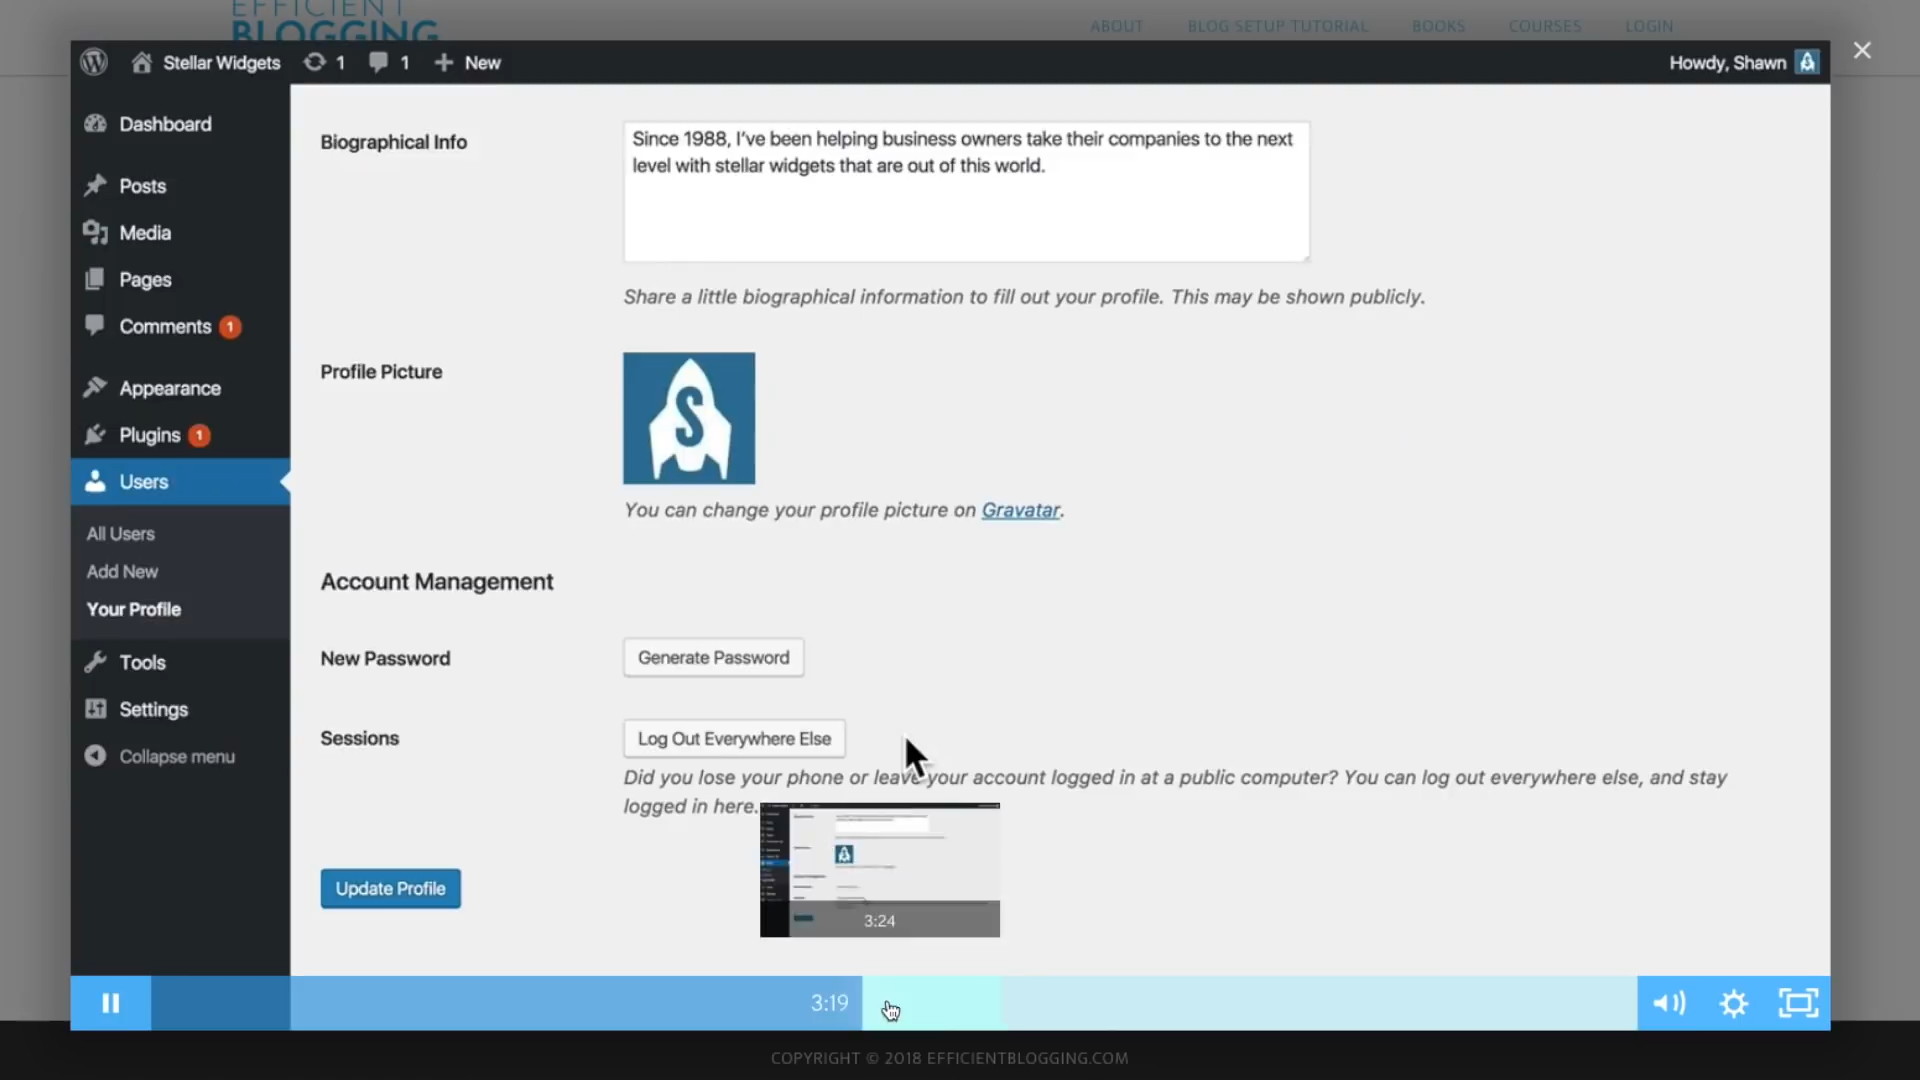 EFFICIENT
BLOGGING
ABOUT BLOG SETUP TUTORIAL BOOKS COURSES LOGIN
Stellar Widgets 1 1 New Howdy, Shawn
Dashboard
Posts
Media
Pages
Comments 1
Appearance
Plugins 1
Users
All Users
Add New
Your Profile
Tools
Settings
Collapse menu
Biographical Info
Since 1988, I've been helping business owners take their companies to the next
level with stellar widgets that are out of this world.
Share a little biographical information to fill out your profile. This may be shown publicly.
Profile Picture
S
You can change your profile picture on Gravatar.
Account Management
New Password Generate Password
Sessions Log Out Everywhere Else
Did you lose your phone or leave your account logged in at a public computer? You can log out everywhere else, and stay
logged in here.
Update Profile
3:24
3:19
COPYRIGHT © 2018 EFFICIENTBLOGGING.COM